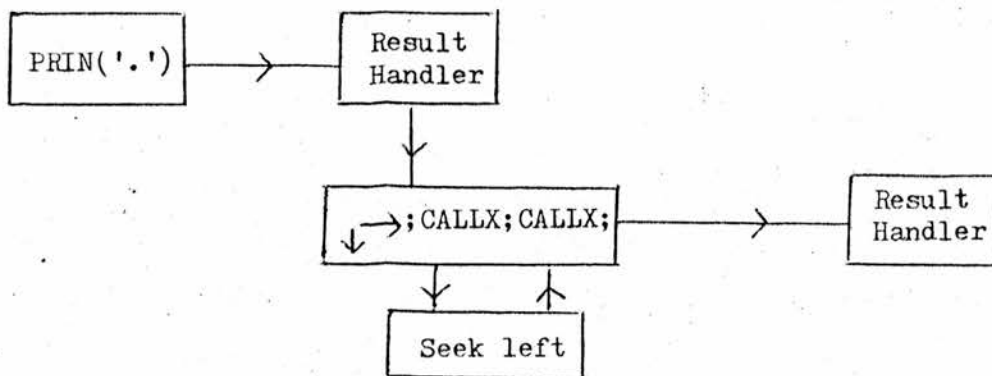 PRIN('.')
Result
Handler
;CALLX;CALLX;
Result
Handler
Seek left